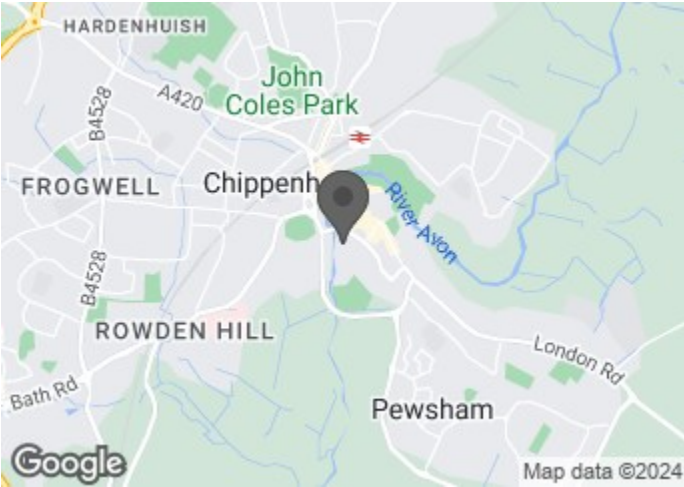 HARDENHUISH
John
Coles Park
A420
B4528
FROGWELL
Chippenh
River Avon
B4528
ROWDEN HILL
London Rd
Bath Rd
Pewsham
Google
Map data ©2024